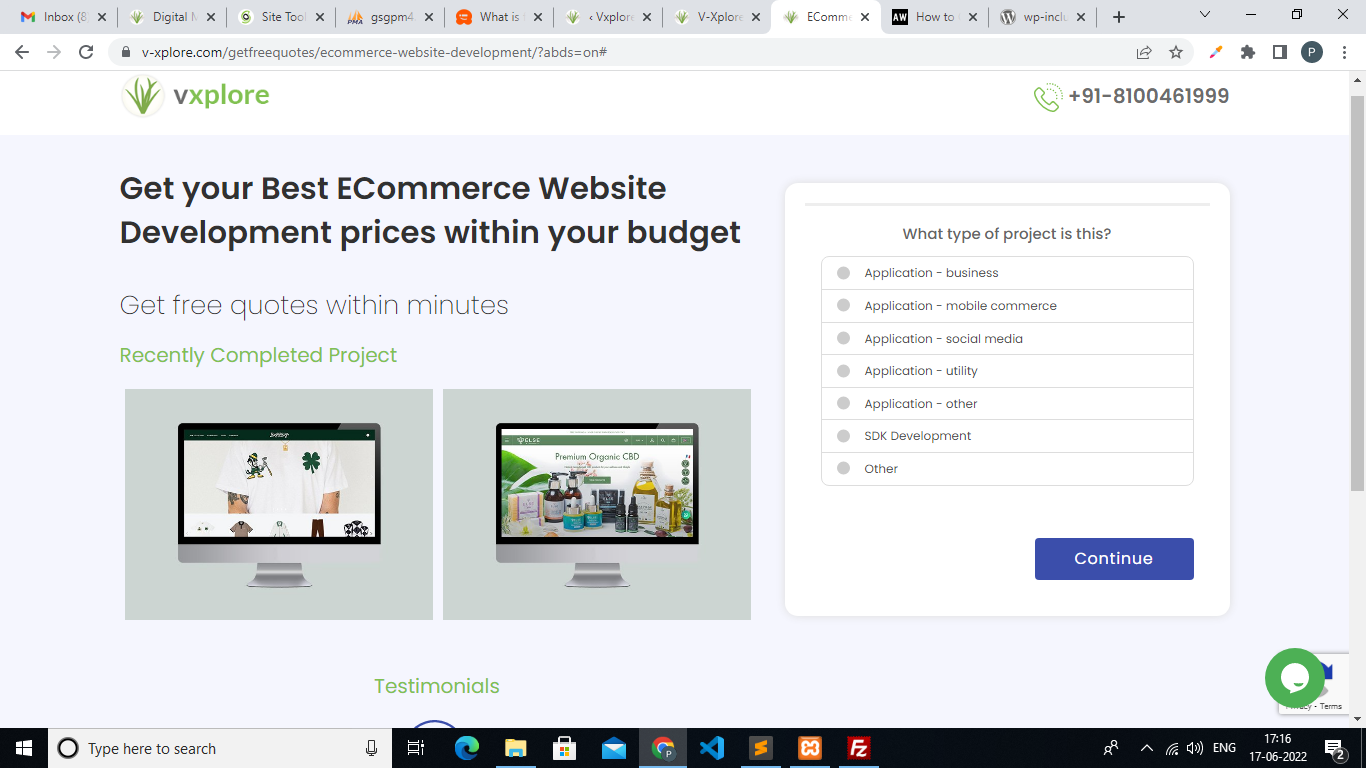 Inbox (8)
Digital M
Site Tool
gsgpm4.
What is
‹ Vxplore
V-Xplore
EComme
How to
wp-inclu
v-xplore.com/getfreequotes/ecommerce-website-development/?abds=on#
P
vxplore
+91-8100461999
Get your Best ECommerce Website
Development prices within your budget
Get free quotes within minutes
Recently Completed Project
Premium Organic CBD
What type of project is this?
Application - business
Application - mobile commerce
Application - social media
Application - utility
Application - other
SDK Development
Other
Continue
Testimonials
Privacy - Terms
Type here to search
ENG
17:16
17-06-2022
2